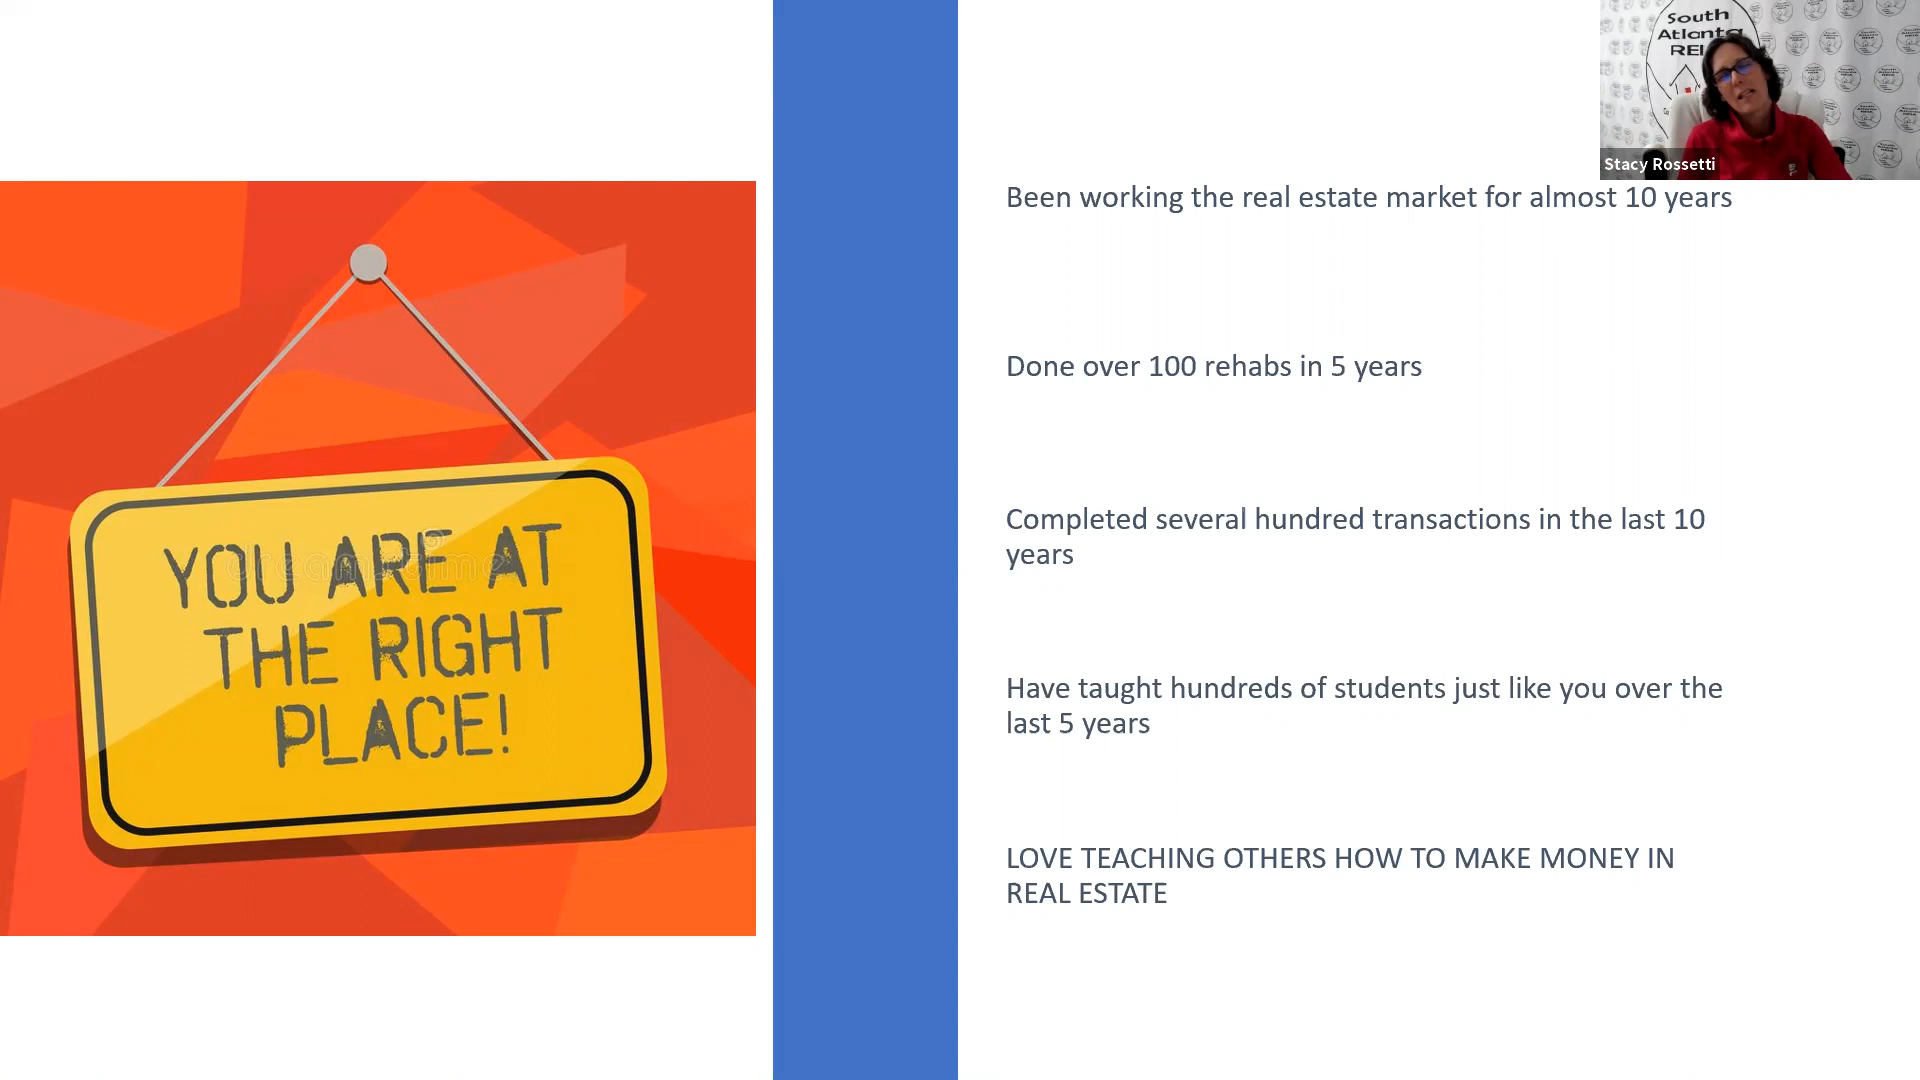 South
Atlanta
Stacy Rossetti
Been working the real estate market for almost 10 years
Done over 100 rehabs in 5 years
Completed several hundred transactions in the last 10
years
Have taught hundreds of students just like you over the
last 5 years
LOVE TEACHING OTHERS HOW TO MAKE MONEY IN
REAL ESTATE
YOU ARE AT
THE RIGHT
PLACE!
dreamstime